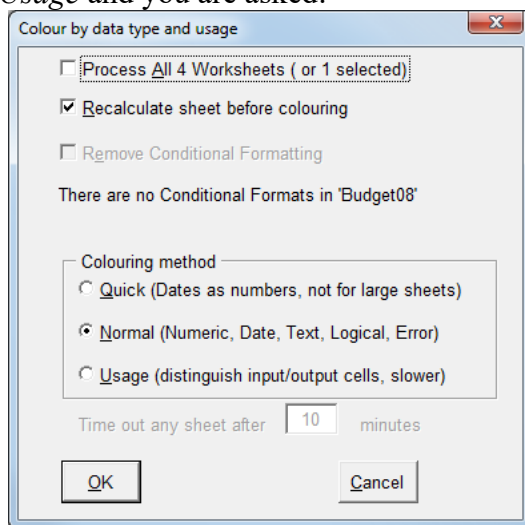 Usage and you are asked:
Colour by data type and usage
Process All 4 Worksheets ( or 1 selected)
Recalculate sheet before colouring
Remove Conditional Formatting
There are no Conditional Formats in 'Budget08'
Colouring method
Quick (Dates as numbers, not for large sheets)
Normal (Numeric, Date, Text, Logical, Error)
Usage (distinguish input/output cells, slower)
Time out any sheet after 10 minutes
OK Cancel